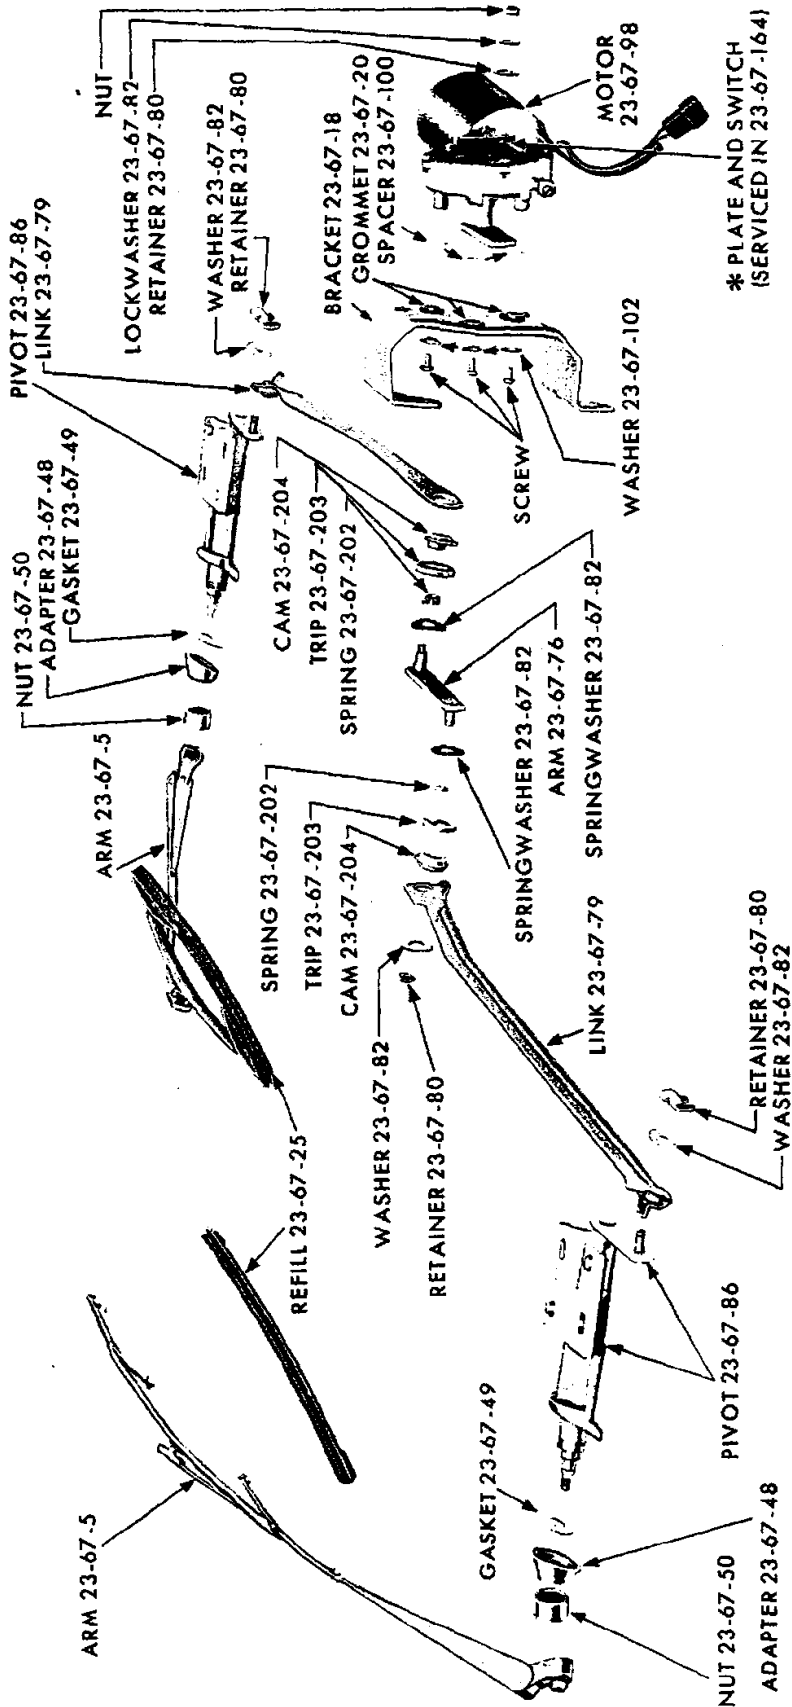 NUT
LOCKWASHER 23-67-82
RETAINER 23-67-80
WASHER 23-67-82
RETAINER 23-67-80
PIVOT 23-67-86
LINK 23-67-79
NUT 23-67-50
ADAPTER 23-67-48
GASKET 23-67-49
ARM 23-67-5
BRACKET 23-67-18
GROMMET 23-67-20
SPACER 23-67-100
MOTOR
23-67-98
* PLATE AND SWITCH
(SERVICED IN 23-67-164)
CAM 23-67-204
TRIP 23-67-203
SPRING 23-67-202
SCREW
WASHER 23-67-102
SPRING 23-67-202
TRIP 23-67-203
CAM 23-67-204
SPRINGWASHER 23-67-82
ARM 23-67-76
SPRINGWASHER 23-67-82
WASHER 23-67-82
RETAINER 23-67-80
LINK 23-67-79
RETAINER 23-67-80
WASHER 23-67-82
REFILL 23-67-25
ARM 23-67-5
GASKET 23-67-49
PIVOT 23-67-86
NUT 23-67-50
ADAPTER 23-67-48